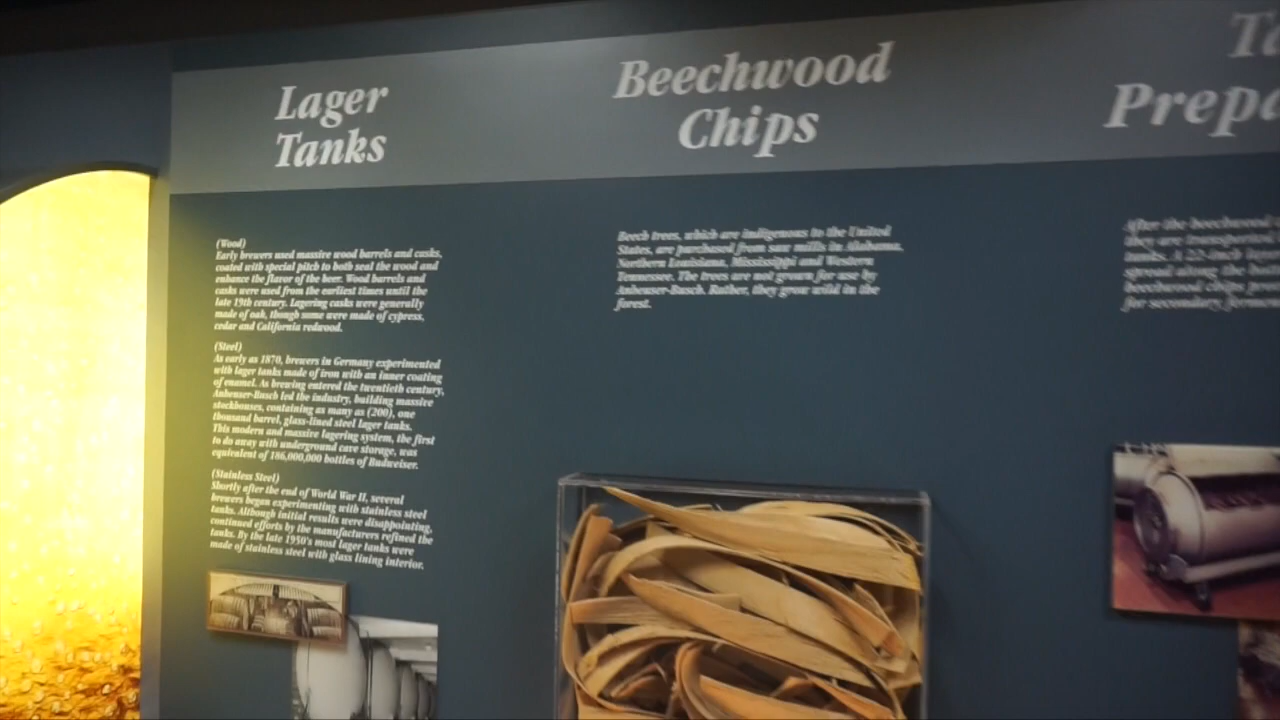 Lager
Tanks
(Wood)
Early brewers used massive wood barrels and casks,
coated with special pitch to both seal the wood and
enhance the flavor of the beer. Wood barrels and
casks were used from the earliest times until the
late 19th century. Lagering casks were generally
made of oak, though some were made of cypress,
cedar and California redwood.
(Steel)
As early as 1870, brewers in Germany experimented
with lager tanks made of iron with an inner coating
of enamel. As brewing entered the twentieth century,
Anheuser-Busch led the industry, building massive
stockhouses, containing as many as (200), one
thousand barrel, glass-lined steel lager tanks.
This modern and massive lagering system, the first
to do away with underground cave storage, was
equivalent of 186,000,000 bottles of Budweiser.
(Stainless Steel)
Shortly after the end of World War II, several
brewers began experimenting with stainless steel
tanks. Although initial results were disappointing,
continued efforts by the manufacturers refined the
tanks. By the late 1950's most lager tanks were
made of stainless steel with glass lining interior.
Beechwood
Chips
Beech trees, which are indigenous to the United
States, are purchased from saw mills in Alabama,
Northern Louisiana, Mississippi and Western
Tennessee. The trees are not grown for use by
Anheuser-Busch. Rather, they grow wild in the
forest.
Ta
Prepa
After the beechwood
they are transported
tanks. A 22-inch
spread along the
beechwood chips
for secondary